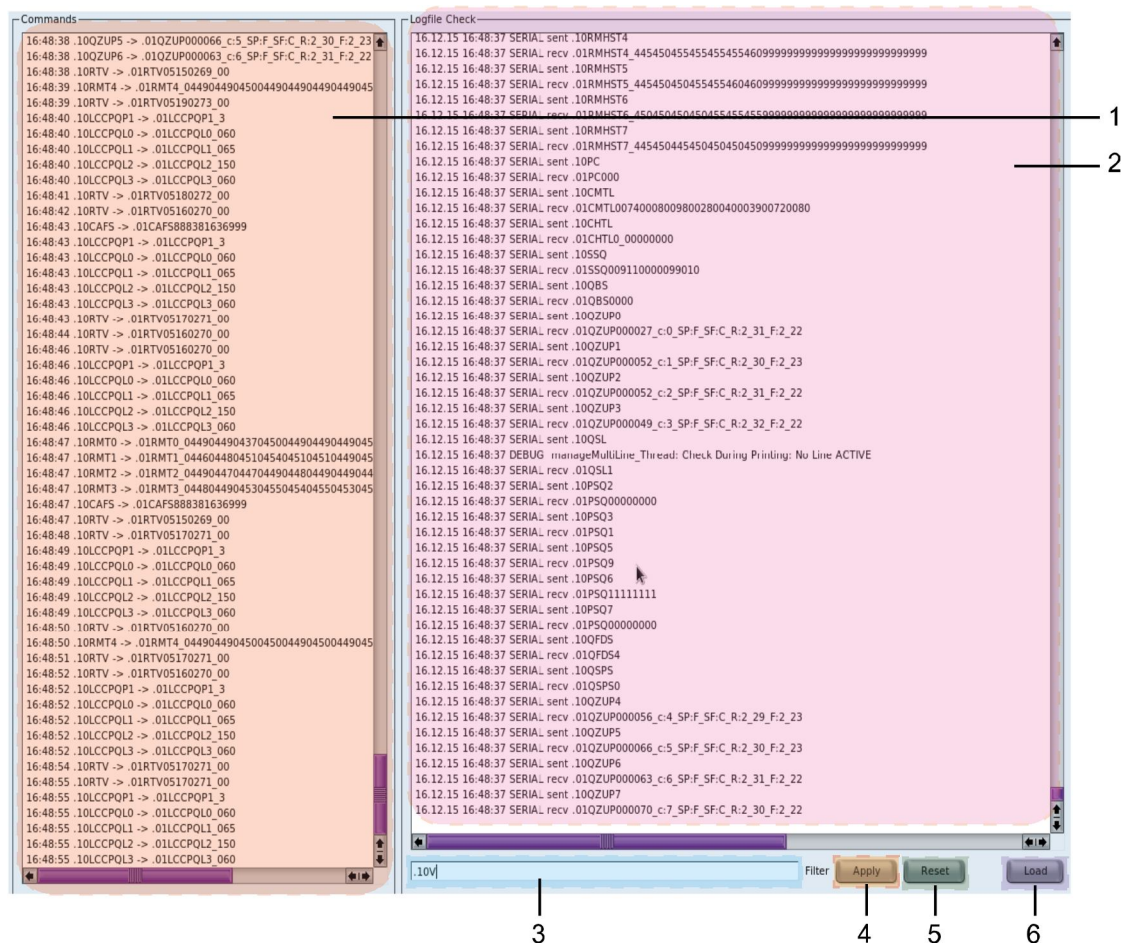 Commands
16:48:38 .10QZUP5 -> .01QZUP000066_c:5_SP:F_SF:C_R:2_30_F:2_23
16:48:38 .10QZUP6 -> .01QZUP000063_c:6_SP:F_SF:C_R:2_31_F:2_22
16:48:38 .10RTV -> .01RTV05150269_00
16:48:39 .10RMT4 -> .01RMT4_04490449045004490449044904490​45
16:48:39 .10RTV -> .01RTV05190273_00
16:48:40 .10LCCPQP1 -> .01LCCPQP1_3
16:48:40 .10LCCPQL0 -> .01LCCPQL0_060
16:48:40 .10LCCPQL1 -> .01LCCPQL1_065
16:48:40 .10LCCPQL2 -> .01LCCPQL2_150
16:48:40 .10LCCPQL3 -> .01LCCPQL3_060
16:48:41 .10RTV -> .01RTV05180272_00
16:48:42 .10RTV -> .01RTV05160270_00
16:48:43 .10CAFS -> .01CAFS888381636999
16:48:43 .10LCCPQP1 -> .01LCCPQP1_3
16:48:43 .10LCCPQL0 -> .01LCCPQL0_060
16:48:43 .10LCCPQL1 -> .01LCCPQL1_065
16:48:43 .10LCCPQL2 -> .01LCCPQL2_150
16:48:43 .10LCCPQL3 -> .01LCCPQL3_060
16:48:43 .10RTV -> .01RTV05170271_00
16:48:44 .10RTV -> .01RTV05160270_00
16:48:46 .10RTV -> .01RTV05160270_00
16:48:46 .10LCCPQP1 -> .01LCCPQP1_3
16:48:46 .10LCCPQL0 -> .01LCCPQL0_060
16:48:46 .10LCCPQL1 -> .01LCCPQL1_065
16:48:46 .10LCCPQL2 -> .01LCCPQL2_150
16:48:46 .10LCCPQL3 -> .01LCCPQL3_060
16:48:47 .10RMT0 -> .01RMT0_0449044904370450044904490449045
16:48:47 .10RMT1 -> .01RMT1_0446044804510454045104510449045
16:48:47 .10RMT2 -> .01RMT2_0449044704470449044804490449044
16:48:47 .10RMT3 -> .01RMT3_0448044904530455045404550453045
16:48:47 .10CAFS -> .01CAFS888381636999
16:48:47 .10RTV -> .01RTV05150269_00
16:48:48 .10RTV -> .01RTV05170271_00
16:48:49 .10LCCPQP1 -> .01LCCPQP1_3
16:48:49 .10LCCPQL0 -> .01LCCPQL0_060
16:48:49 .10LCCPQL1 -> .01LCCPQL1_065
16:48:49 .10LCCPQL2 -> .01LCCPQL2_150
16:48:49 .10LCCPQL3 -> .01LCCPQL3_060
16:48:50 .10RTV -> .01RTV05160270_00
16:48:50 .10RMT4 -> .01RMT4_0449044904500450044904500449045
16:48:51 .10RTV -> .01RTV05170271_00
16:48:52 .10RTV -> .01RTV05160270_00
16:48:52 .10LCCPQP1 -> .01LCCPQP1_3
16:48:52 .10LCCPQL0 -> .01LCCPQL0_060
16:48:52 .10LCCPQL1 -> .01LCCPQL1_065
16:48:52 .10LCCPQL2 -> .01LCCPQL2_150
16:48:52 .10LCCPQL3 -> .01LCCPQL3_060
16:48:54 .10RTV -> .01RTV05170271_00
16:48:55 .10RTV -> .01RTV05170271_00
16:48:55 .10LCCPQP1 -> .01LCCPQP1_3
16:48:55 .10LCCPQL0 -> .01LCCPQL0_060
16:48:55 .10LCCPQL1 -> .01LCCPQL1_065
16:48:55 .10LCCPQL2 -> .01LCCPQL2_150
16:48:55 .10LCCPQL3 -> .01LCCPQL3_060
Logfile Check
16.12.15 16:48:37 SERIAL sent .10RMHST4
16.12.15 16:48:37 SERIAL recv
16.12.15 16:48:37 SERIAL sent .10RMHST5
16.12.15 16:48:37 SERIAL recv
16.12.15 16:48:37 SERIAL sent .10RMHST6
16.12.15 16:48:37 SERIAL recv
16.12.15 16:48:37 SERIAL sent .10RMHST7
16.12.15 16:48:37 SERIAL recv
16.12.15 16:48:37 SERIAL sent .10PC
16.12.15 16:48:37 SERIAL recv .01PC000
16.12.15 16:48:37 SERIAL sent .10CMTL
16.12.15 16:48:37 SERIAL recv .01CMTL00740008009800280040003900720080
16.12.15 16:48:37 SERIAL sent .10CHTL
16.12.15 16:48:37 SERIAL recv .01CHTL0_00000000
16.12.15 16:48:37 SERIAL sent .10SSQ
16.12.15 16:48:37 SERIAL recv .01SSQ009110000099010
16.12.15 16:48:37 SERIAL sent .10QBS
16.12.15 16:48:37 SERIAL recv .01QBS0000
16.12.15 16:48:37 SERIAL sent .10QZUP0
16.12.15 16:48:37 SERIAL recv .01QZUP000027_c:0_SP:F_SF:C_R:2_31_F:2_22
16.12.15 16:48:37 SERIAL sent .10QZUP1
16.12.15 16:48:37 SERIAL recv .01QZUP000052_c:1_SP:F_SF:C_R:2_30_F:2_23
16.12.15 16:48:37 SERIAL sent .10QZUP2
16.12.15 16:48:37 SERIAL recv .01QZUP000052_c:2_SP:F_SF:C_R:2_31_F:2_22
16.12.15 16:48:37 SERIAL sent .10QZUP3
16.12.15 16:48:37 SERIAL recv .01QZUP000049_c:3_SP:F_SF:C_R:2_32_F:2_22
16.12.15 16:48:37 SERIAL sent .10QSL
16.12.15 16:48:37 DEBUG manageMultiLine_Thread: Check During Printing: No Line ACTIVE
16.12.15 16:48:37 SERIAL recv .01QSL1
16.12.15 16:48:37 SERIAL sent .10PSQ2
16.12.15 16:48:37 SERIAL recv .01PSQ00000000
16.12.15 16:48:37 SERIAL sent .10PSQ3
16.12.15 16:48:37 SERIAL recv .01PSQ1
16.12.15 16:48:37 SERIAL sent .10PSQ5
16.12.15 16:48:37 SERIAL recv .01PSQ9
16.12.15 16:48:37 SERIAL sent .10PSQ6
16.12.15 16:48:37 SERIAL recv .01PSQ11111111
16.12.15 16:48:37 SERIAL sent .10PSQ7
16.12.15 16:48:37 SERIAL recv .01PSQ00000000
16.12.15 16:48:37 SERIAL sent .10QFDS
16.12.15 16:48:37 SERIAL recv .01QFDS4
16.12.15 16:48:37 SERIAL sent .10QSPS
16.12.15 16:48:37 SERIAL recv .01QSPS0
16.12.15 16:48:37 SERIAL sent .10QZUP4
16.12.15 16:48:37 SERIAL recv .01QZUP000056_c:4_SP:F_SF:C_R:2_29_F:2_23
16.12.15 16:48:37 SERIAL sent .10QZUP5
16.12.15 16:48:37 SERIAL recv .01QZUP000066_c:5_SP:F_SF:C_R:2_30_F:2_23
16.12.15 16:48:37 SERIAL sent .10QZUP6
16.12.15 16:48:37 SERIAL recv .01QZUP000063_c:6_SP:F_SF:C_R:2_31_F:2_22
16.12.15 16:48:37 SERIAL sent .10QZUP7
16.12.15 16:48:37 SERIAL recv .01QZUP000070_c:7_SP:F_SF:C_R:2_30_F:2_22
.10V
Filter
Apply
Reset
Load
1
2
3
4
5
6